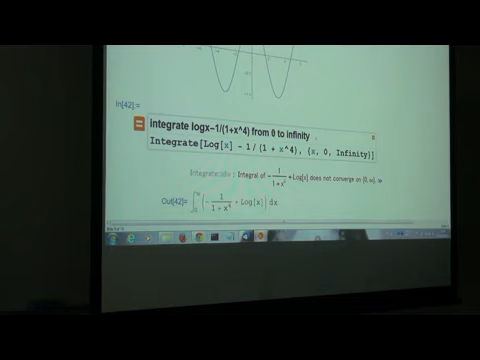 In[42]:=
integrate logx-1/(1+x^4) from 0 to infinity
Integrate[Log[x] - 1 / (1 + x^4), {x, 0, Infinity}]
Integrate::idiv : Integral of - 1/(1 + x^4) + Log[x] does not converge on {0, ∞}. ≫
Out[42]= ∫₀^∞ (- 1/(1 + x^4) + Log[x]) dx